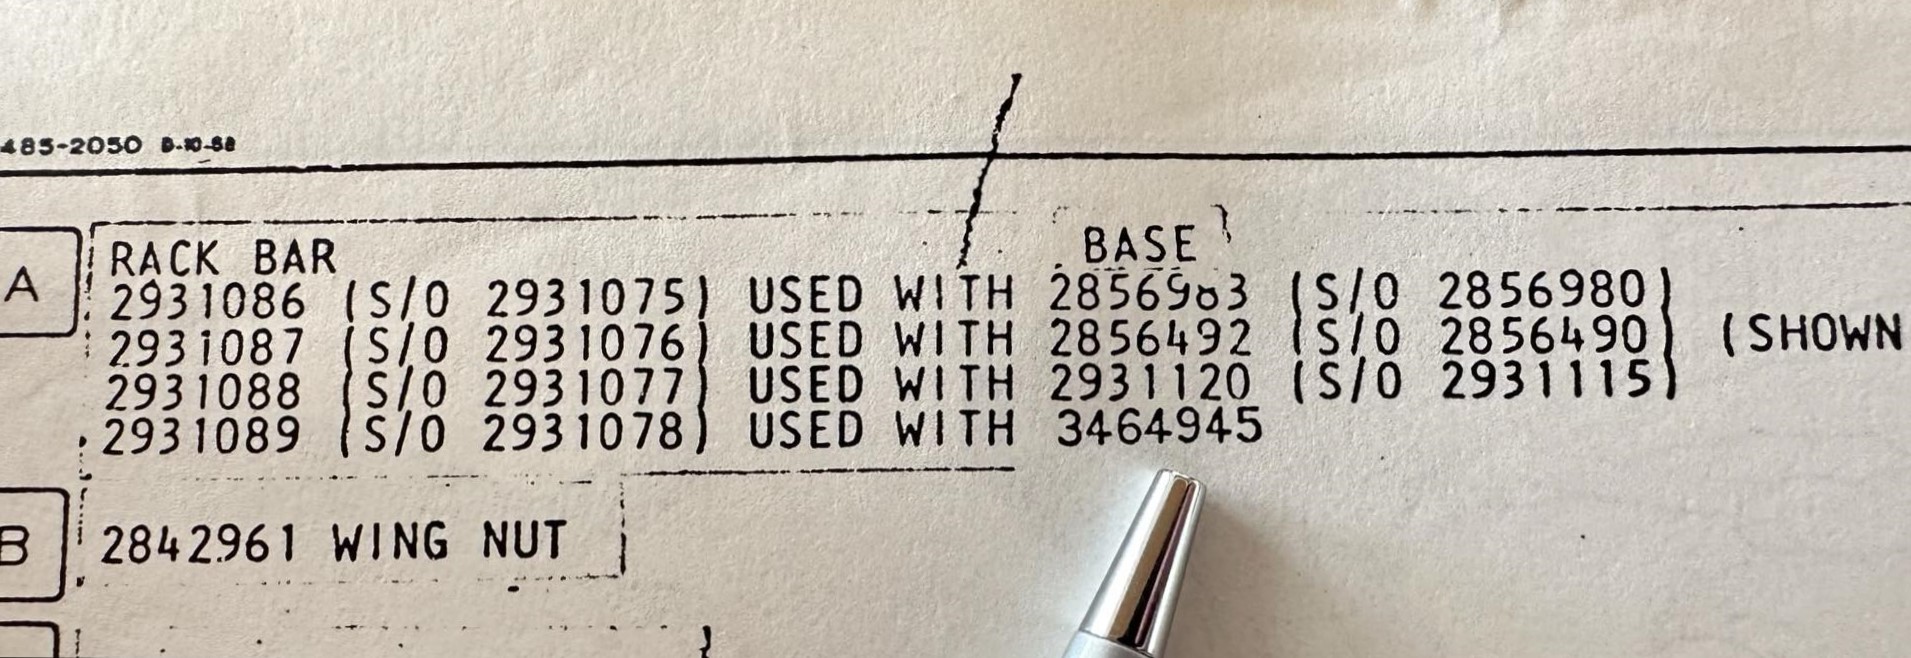 485-2050
A
RACK BAR BASE
2931086 (S/O 2931075) USED WITH (S/O 2856980)
2931087 (S/O 2931076) USED WITH 2856492 (S/O 2856490) (SHOWN
2931088 (S/O 2931077) USED WITH 2931120 (S/O 2931115)
2931089 (S/O 2931078) USED WITH 3464945
B
2842961 WING NUT